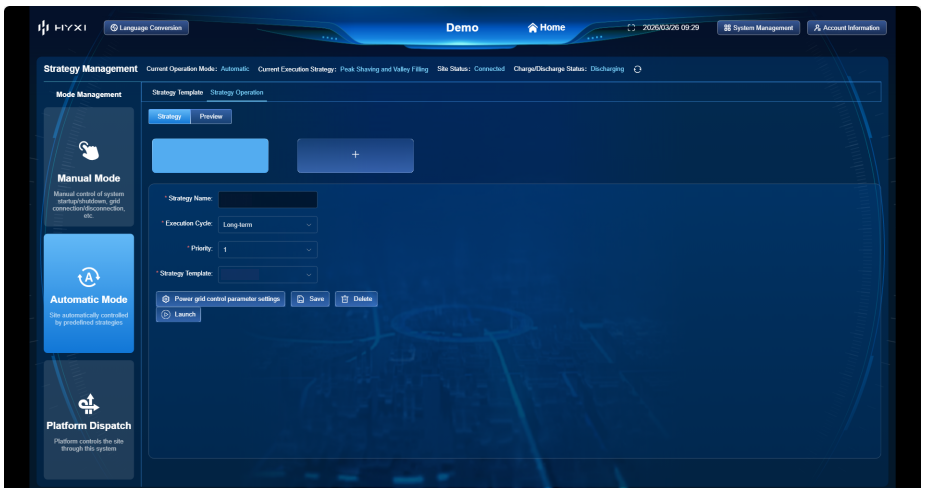 HYXI
Language Conversion
Demo
Home
2026/03/26 09:29
System Management
Account Information
Strategy Management
Current Operation Mode: Automatic
Current Execution Strategy: Peak Shaving and Valley Filling
Site Status: Connected
Charge/Discharge Status: Discharging
Mode Management
Strategy Template
Strategy Operation
Strategy
Preview
+
Manual Mode
Manual control of system
startup/shutdown, grid
connection/disconnection,
etc.
* Strategy Name:
* Execution Cycle:
Long-term
* Priority:
1
* Strategy Template:
Power grid control parameter settings
Save
Delete
Launch
A
Automatic Mode
Site automatically controlled
by predefined strategies
Platform Dispatch
Platform controls the site
through this system